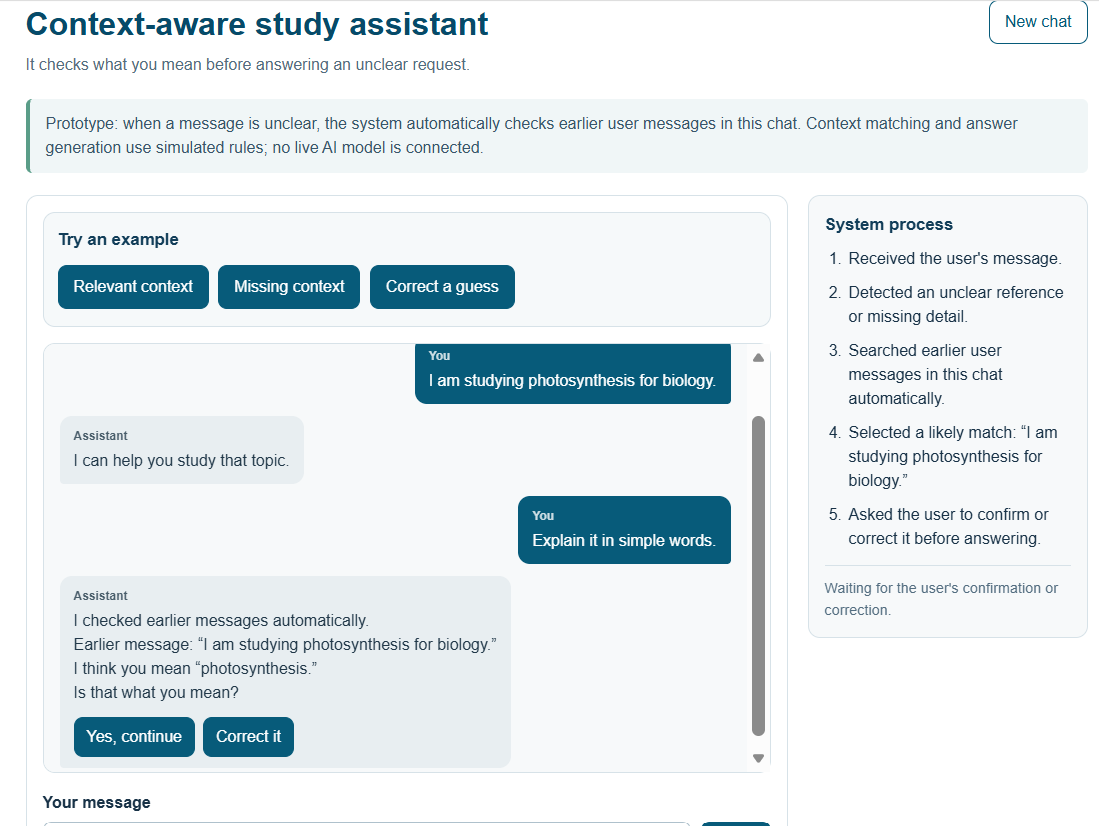 Context-aware study assistant
New chat
It checks what you mean before answering an unclear request.
Prototype: when a message is unclear, the system automatically checks earlier user messages in this chat. Context matching and answer
generation use simulated rules; no live AI model is connected.
Try an example
Relevant context
Missing context
Correct a guess
You
I am studying photosynthesis for biology.
Assistant
I can help you study that topic.
You
Explain it in simple words.
Assistant
I checked earlier messages automatically.
Earlier message: “I am studying photosynthesis for biology.”
I think you mean “photosynthesis.”
Is that what you mean?
Yes, continue
Correct it
Your message
System process
1. Received the user's message.
2. Detected an unclear reference
or missing detail.
3. Searched earlier user
messages in this chat
automatically.
4. Selected a likely match: “I am
studying photosynthesis for
biology.”
5. Asked the user to confirm or
correct it before answering.
Waiting for the user's confirmation or
correction.